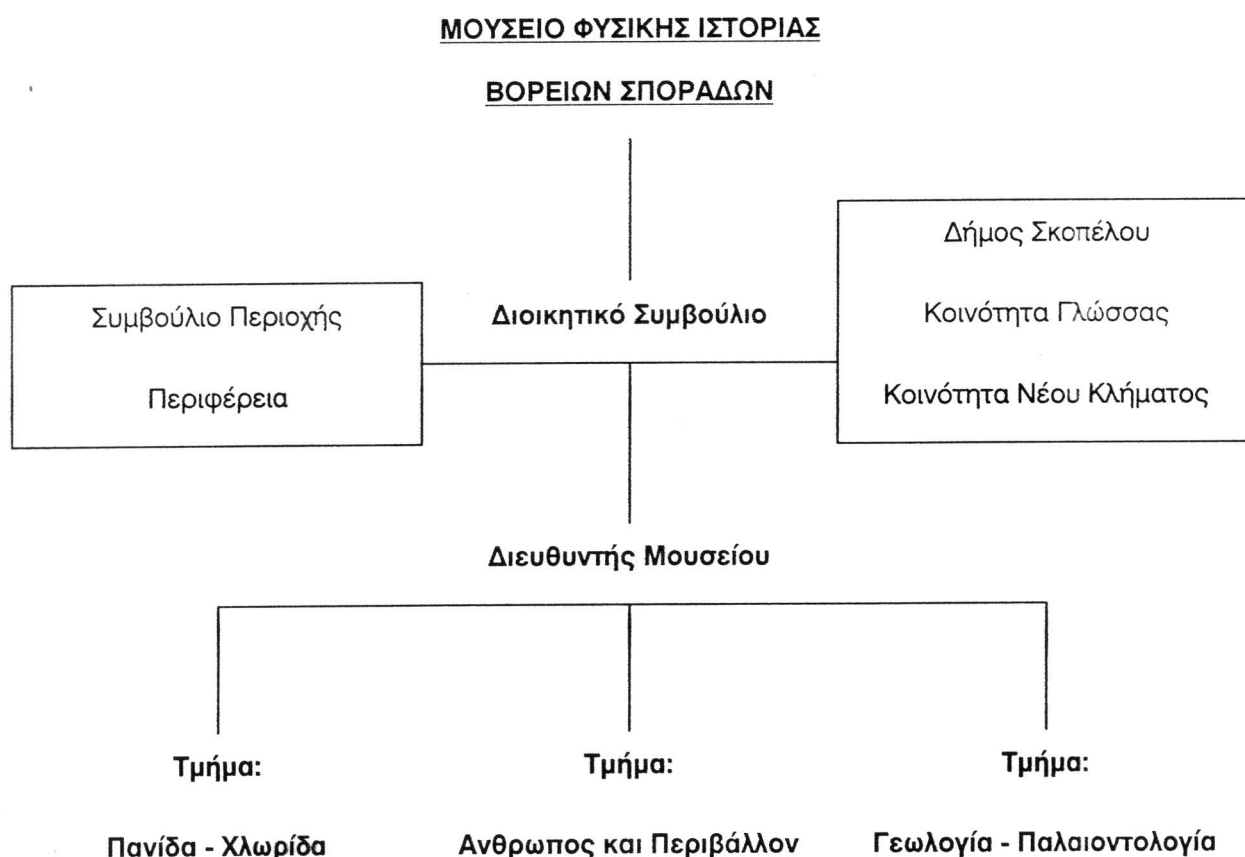 ΜΟΥΣΕΙΟ ΦΥΣΙΚΗΣ ΙΣΤΟΡΙΑΣ
ΒΟΡΕΙΩΝ ΣΠΟΡΑΔΩΝ
Συμβούλιο Περιοχής
Περιφέρεια
Διοικητικό Συμβούλιο
Δήμος Σκοπέλου
Κοινότητα Γλώσσας
Κοινότητα Νέου Κλήματος
Διευθυντής Μουσείου
Τμήμα:
Πανίδα - Χλωρίδα
Τμήμα:
Ανθρωπος και Περιβάλλον
Τμήμα:
Γεωλογία - Παλαιοντολογία